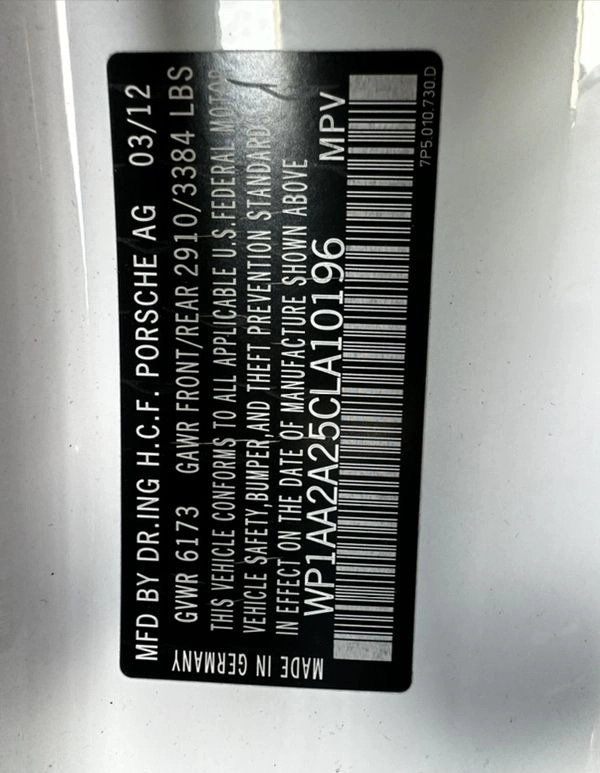 MFD BY DR.ING H.C.F. PORSCHE AG 03/12
GVWR 6173 GAWR FRONT/REAR 2910/3384 LBS
THIS VEHICLE CONFORMS TO ALL APPLICABLE U.S.FEDERAL MOTOR
VEHICLE SAFETY,BUMPER,AND THEFT PREVENTION STANDARDS
IN EFFECT ON THE DATE OF MANUFACTURE SHOWN ABOVE
WP1AA2A25CLA10196 MPV
MADE IN GERMANY
7P5.010.730.D